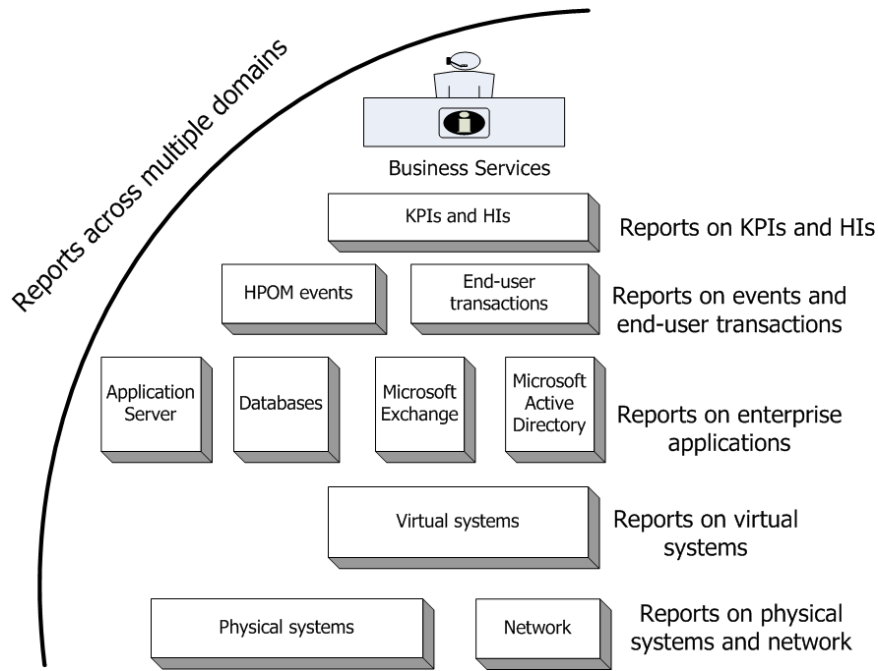 Reports across multiple domains
i
Business Services
KPIs and HIs
Reports on KPIs and HIs
HPOM events
End-user
transactions
Reports on events and
end-user transactions
Application
Server
Databases
Microsoft
Exchange
Microsoft
Active
Directory
Reports on enterprise
applications
Virtual systems
Reports on virtual
systems
Physical systems
Network
Reports on physical
systems and network